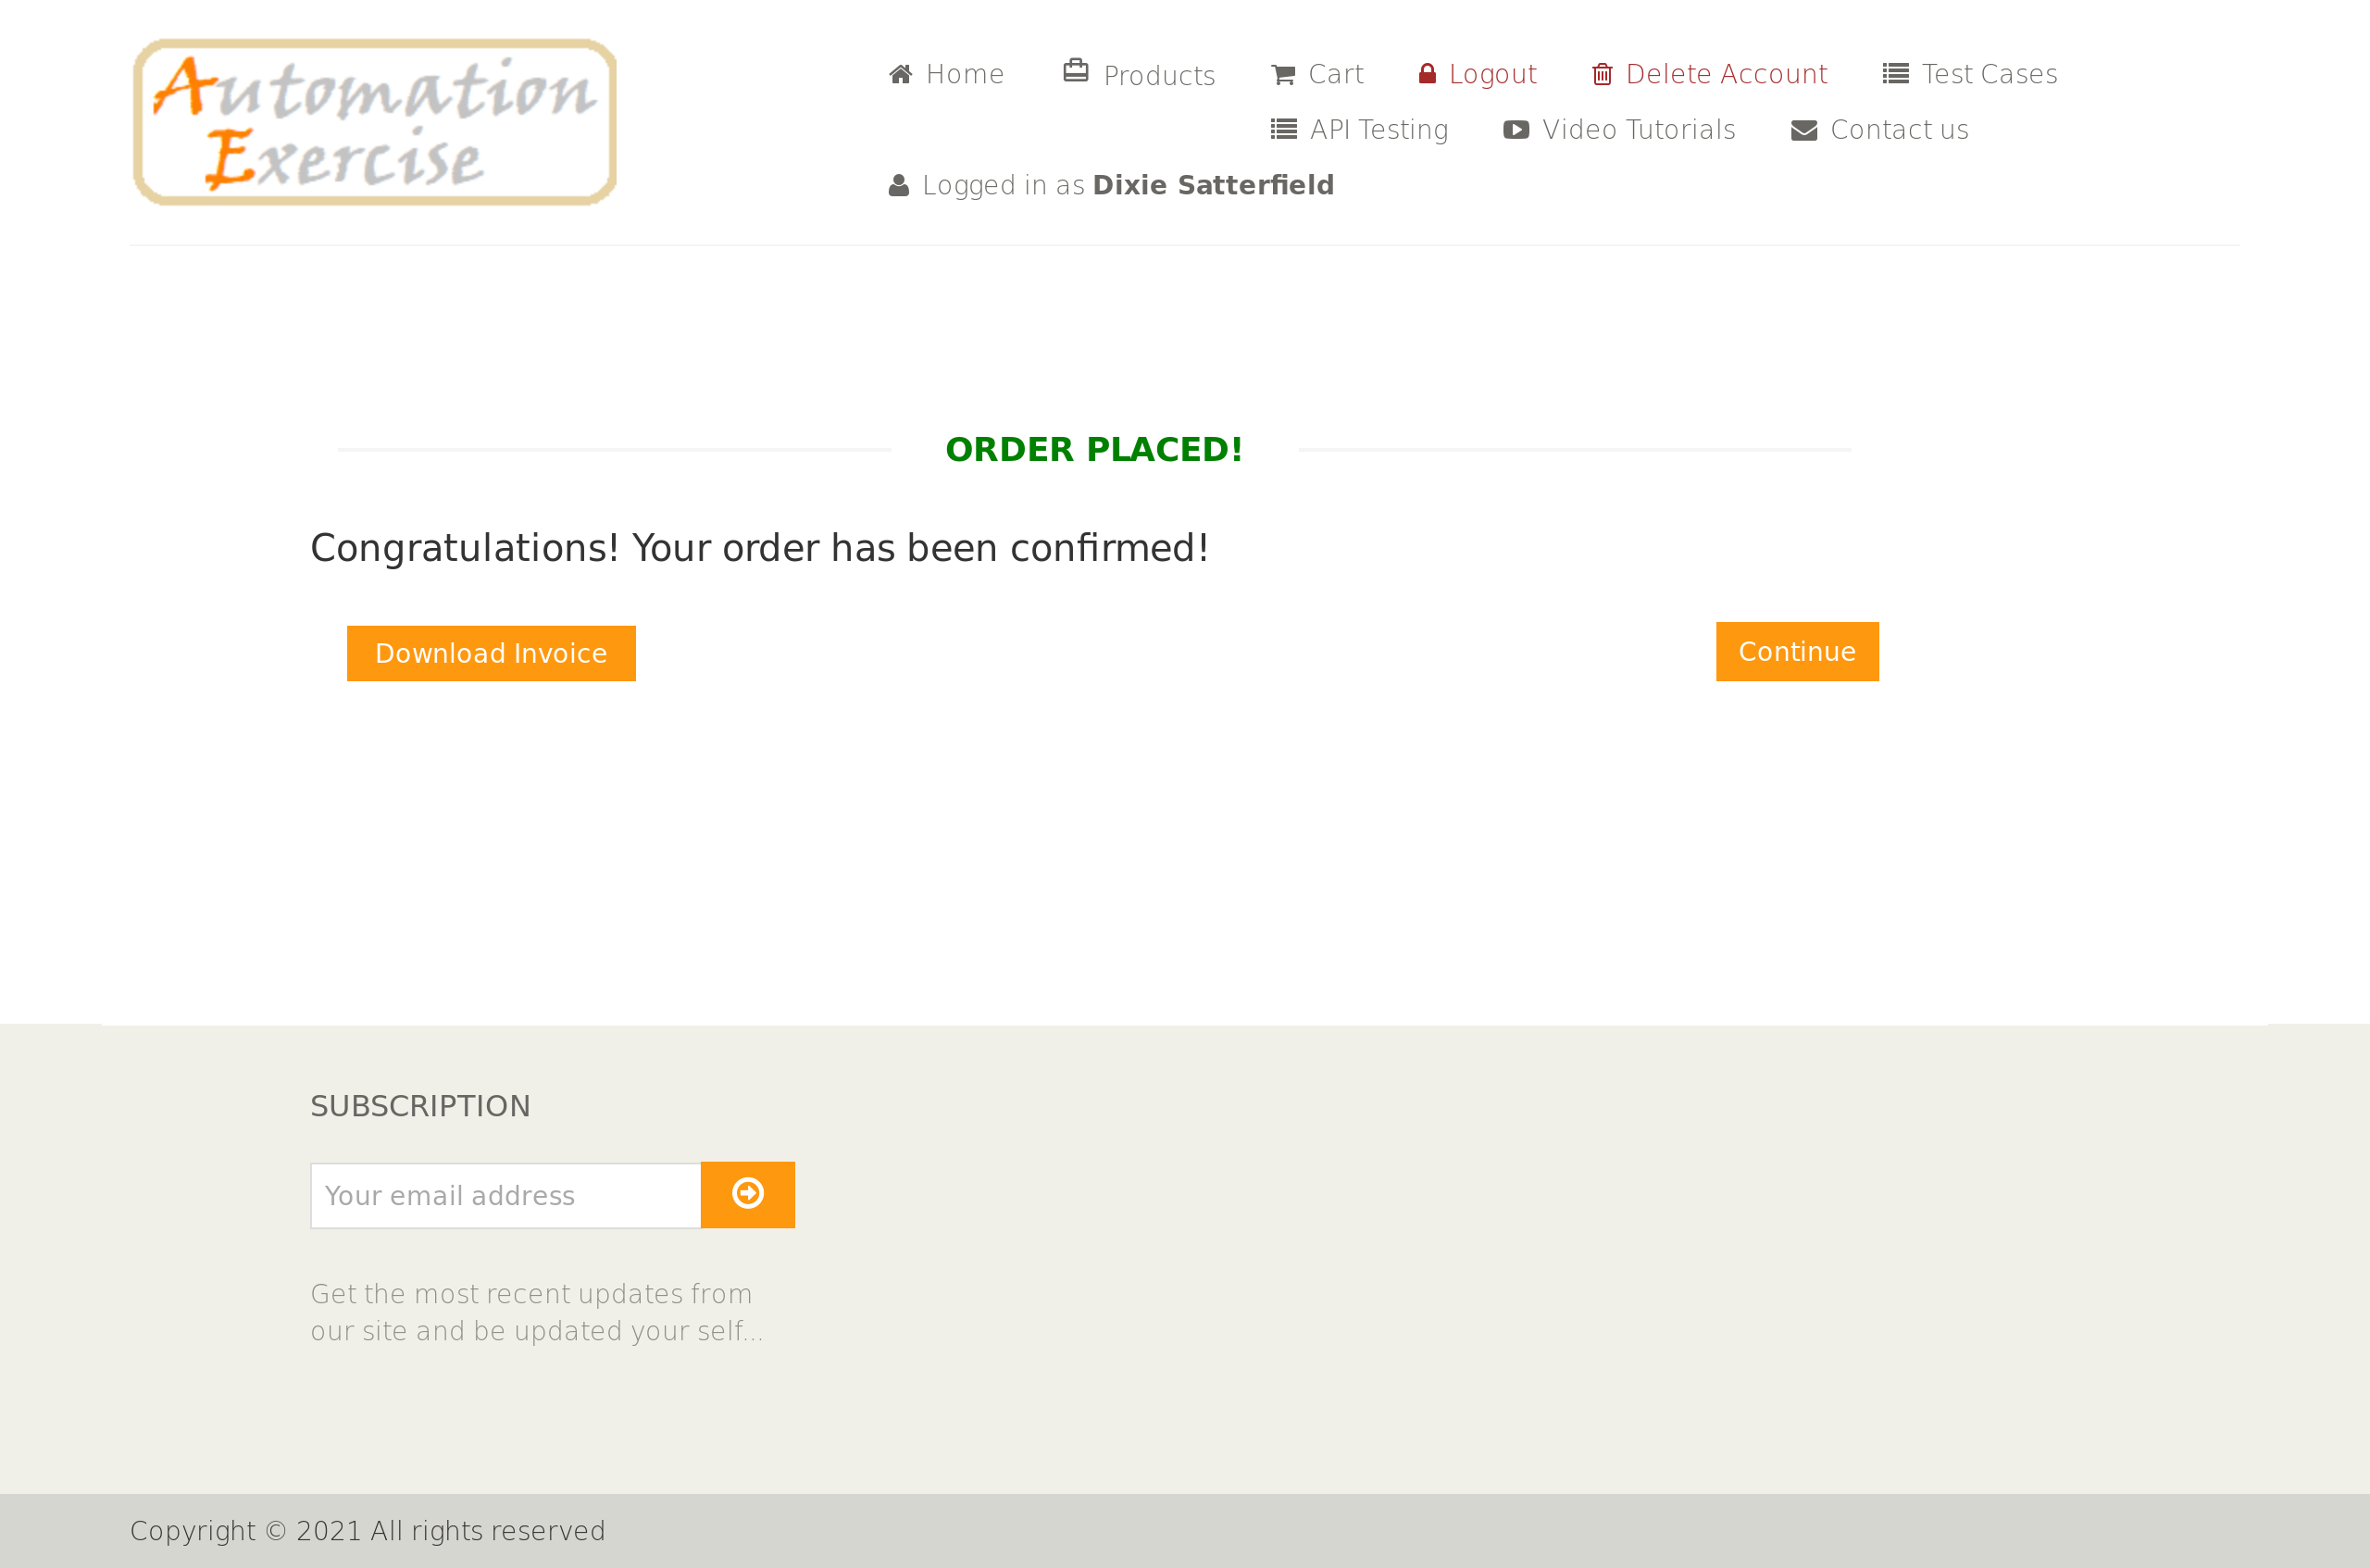 Automation
Exercise
Home Products Cart Logout Delete Account Test Cases
API Testing Video Tutorials Contact us
Logged in as Dixie Satterfield
ORDER PLACED!
Congratulations! Your order has been confirmed!
Download Invoice Continue
SUBSCRIPTION
Your email address
Get the most recent updates from
our site and be updated your self...
Copyright © 2021 All rights reserved